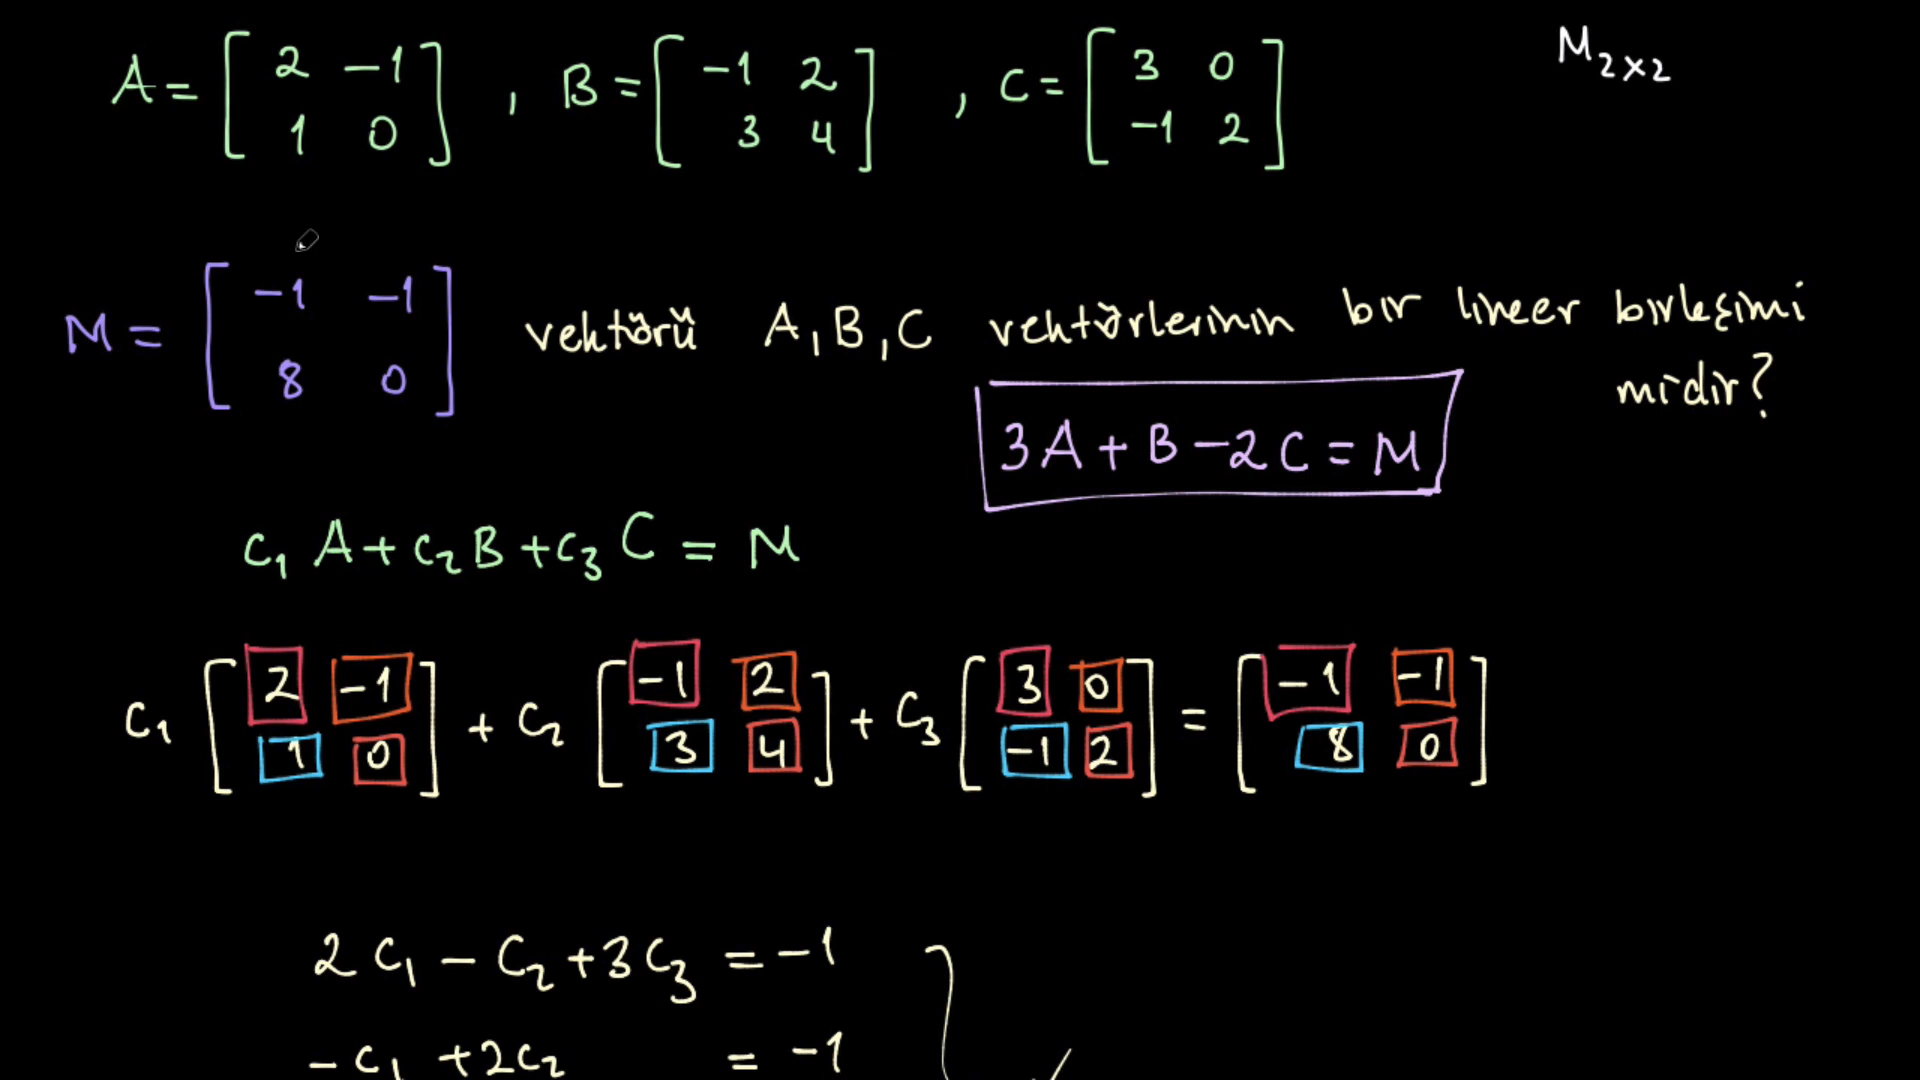 A = [ 2 -1 ; 1 0 ] , B = [ -1 2 ; 3 4 ] , C = [ 3 0 ; -1 2 ] M₂ₓ₂
M = [ -1 -1 ; 8 0 ] vektörü A, B, C vektörlerinin bir lineer birleşimi
midir?
3A + B - 2C = M
c₁ A + c₂ B + c₃ C = M
c₁ [ 2 -1 ; 1 0 ] + c₂ [ -1 2 ; 3 4 ] + c₃ [ 3 0 ; -1 2 ] = [ -1 -1 ; 8 0 ]
2c₁ - c₂ + 3c₃ = -1
-c₁ + 2c₂ = -1